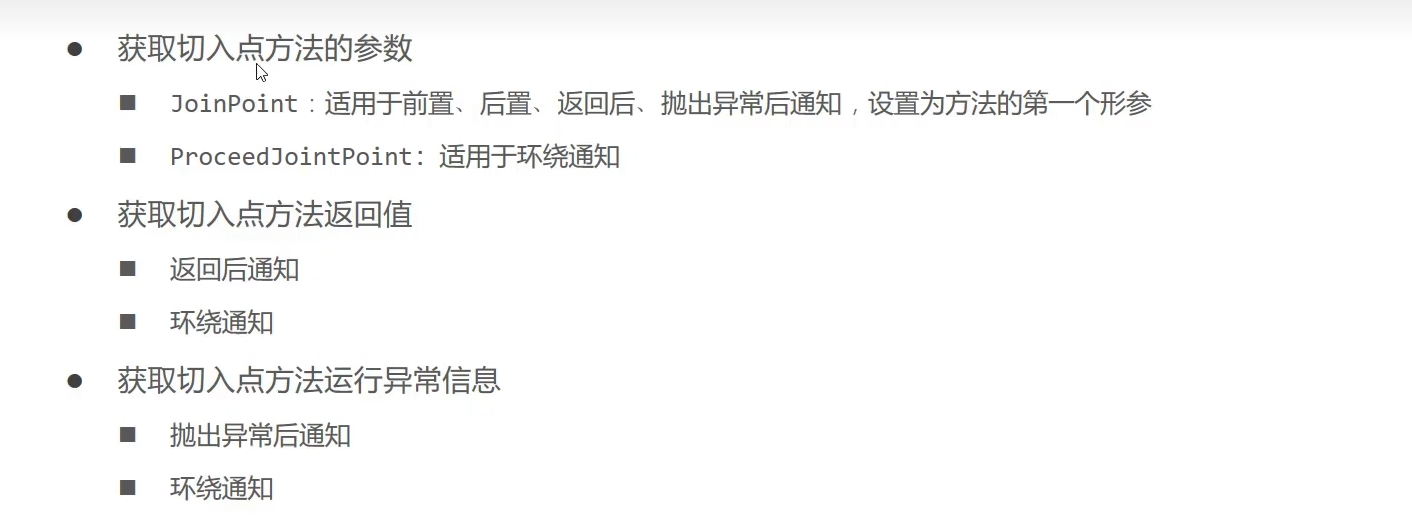 获取切入点方法的参数
JoinPoint：适用于前置、后置、返回后、抛出异常后通知，设置为方法的第一个形参
ProceedJointPoint：适用于环绕通知
获取切入点方法返回值
返回后通知
环绕通知
获取切入点方法运行异常信息
抛出异常后通知
环绕通知